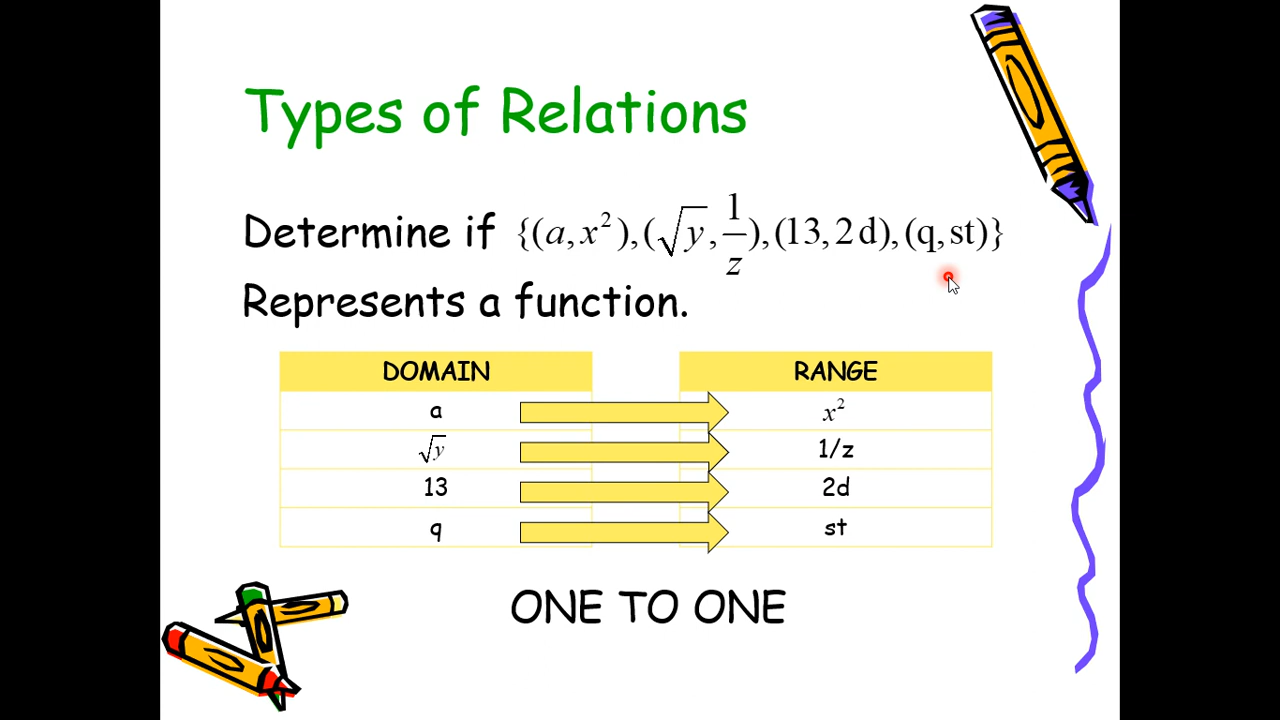 Types of Relations
Determine if {(a, x²), (√y, 1/z), (13, 2d), (q, st)}
Represents a function.
DOMAIN RANGE
a x²
√y 1/z
13 2d
q st
ONE TO ONE